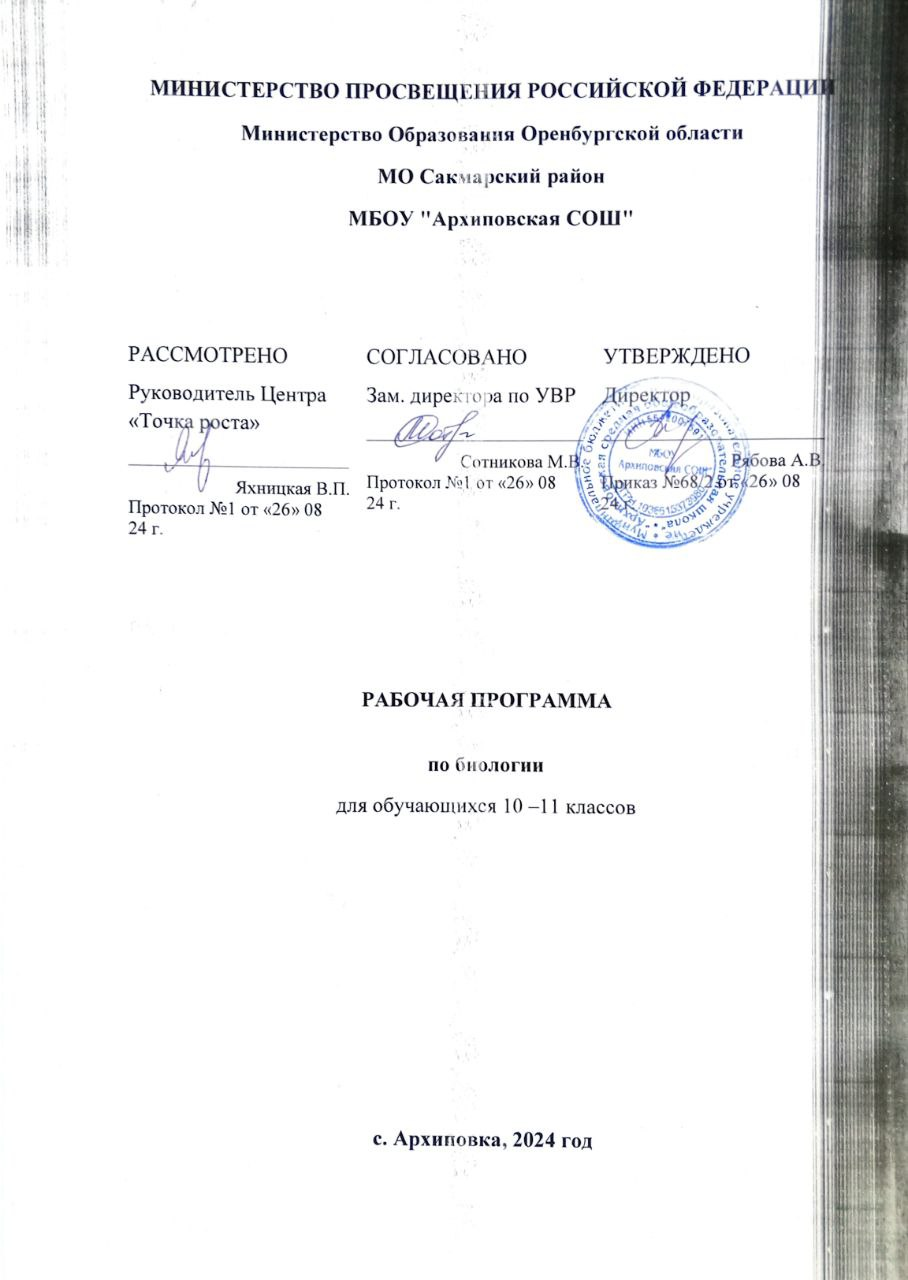 МИНИСТЕРСТВО ПРОСВЕЩЕНИЯ РОССИЙСКОЙ ФЕДЕРАЦИИ
Министерство Образования Оренбургской области
МО Сакмарский район
МБОУ "Архиповская СОШ"
РАССМОТРЕНО
Руководитель Центра
«Точка роста»
Яхницкая В.П.
Протокол №1 от «26» 08
24 г.
СОГЛАСОВАНО
Зам. директора по УВР
Сотникова М.В.
Протокол №1 от «26» 08
24 г.
УТВЕРЖДЕНО
Директор
Рябова А.В.
Приказ №68/2 от «26» 08
24 г.
МБОУ
Архиповская СОШ
РАБОЧАЯ ПРОГРАММА
по биологии
для обучающихся 10 –11 классов
с. Архиповка, 2024 год